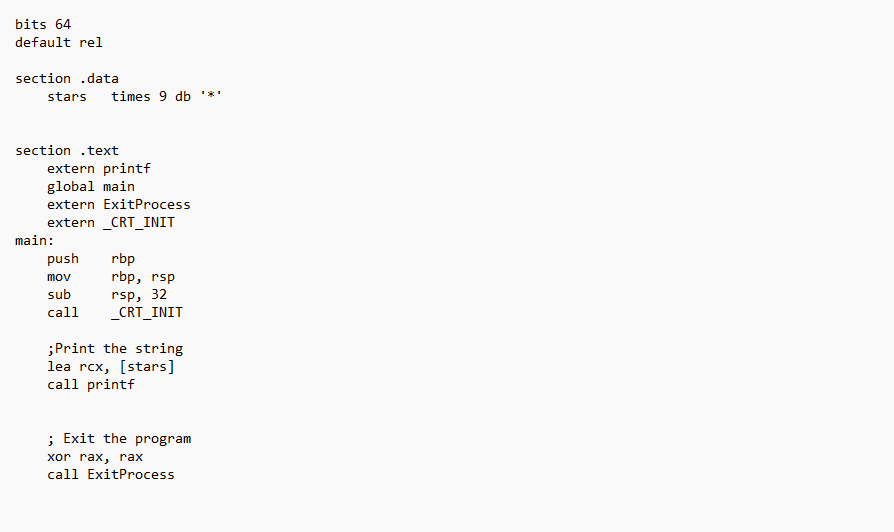 bits 64
default rel
section .data
stars   times 9 db '*'
section .text
extern printf
global main
extern ExitProcess
extern _CRT_INIT
main:
push    rbp
mov     rbp, rsp
sub     rsp, 32
call    _CRT_INIT
;Print the string
lea rcx, [stars]
call printf
; Exit the program
xor rax, rax
call ExitProcess